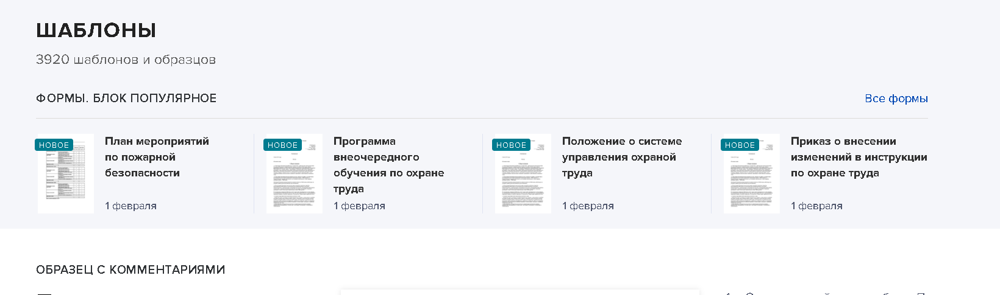 ШАБЛОНЫ
3920 шаблонов и образцов
ФОРМЫ. БЛОК ПОПУЛЯРНОЕ
Все формы
НОВОЕ
План мероприятий
по пожарной
безопасности
1 февраля
НОВОЕ
Программа
внеочередного
обучения по охране
труда
1 февраля
НОВОЕ
Положение о системе
управления охраной
труда
1 февраля
НОВОЕ
Приказ о внесении
изменений в инструкции
по охране труда
1 февраля
ОБРАЗЕЦ С КОММЕНТАРИЯМИ